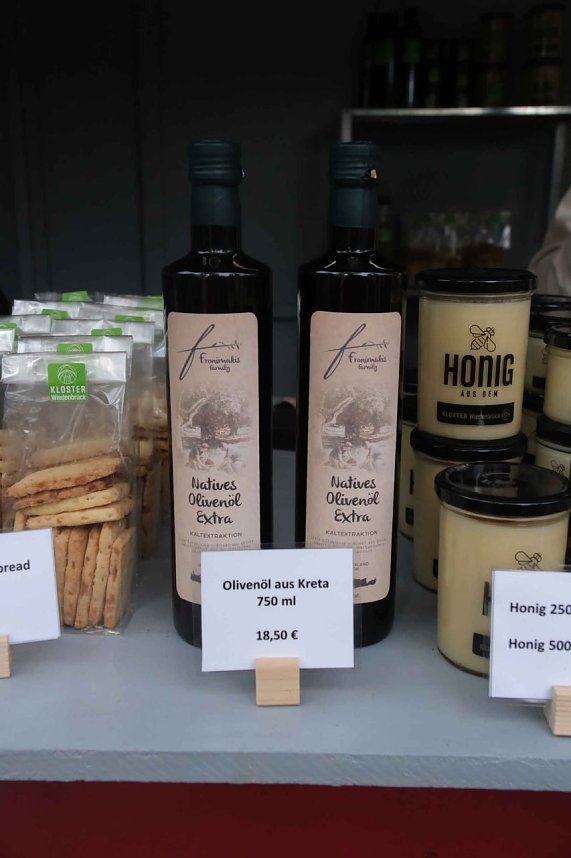 KLOSTER
Wiedenbrück
Fronimakis
family
Natives
Olivenöl
Extra
KALTEXTRAKTION
Fronimakis
family
Natives
Olivenöl
Extra
KALTEXTRAKTION
HONIG
AUS DEM
KLOSTER Wiedenbrück
Olivenöl aus Kreta
750 ml
18,50 €
Honig 250
Honig 500